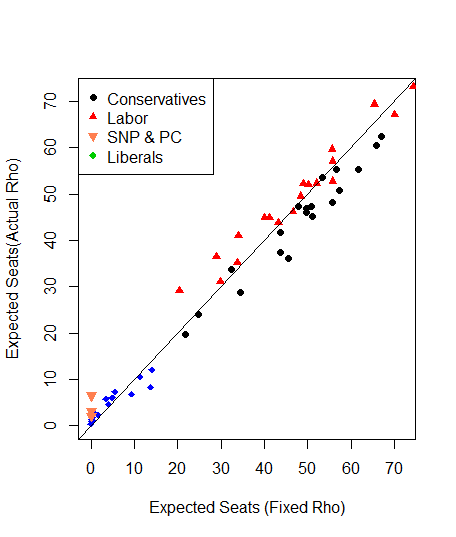 Conservatives
Labor
SNP & PC
Liberals
70
60
50
40
30
20
10
0
Expected Seats(Actual Rho)
0 10 20 30 40 50 60 70
Expected Seats (Fixed Rho)